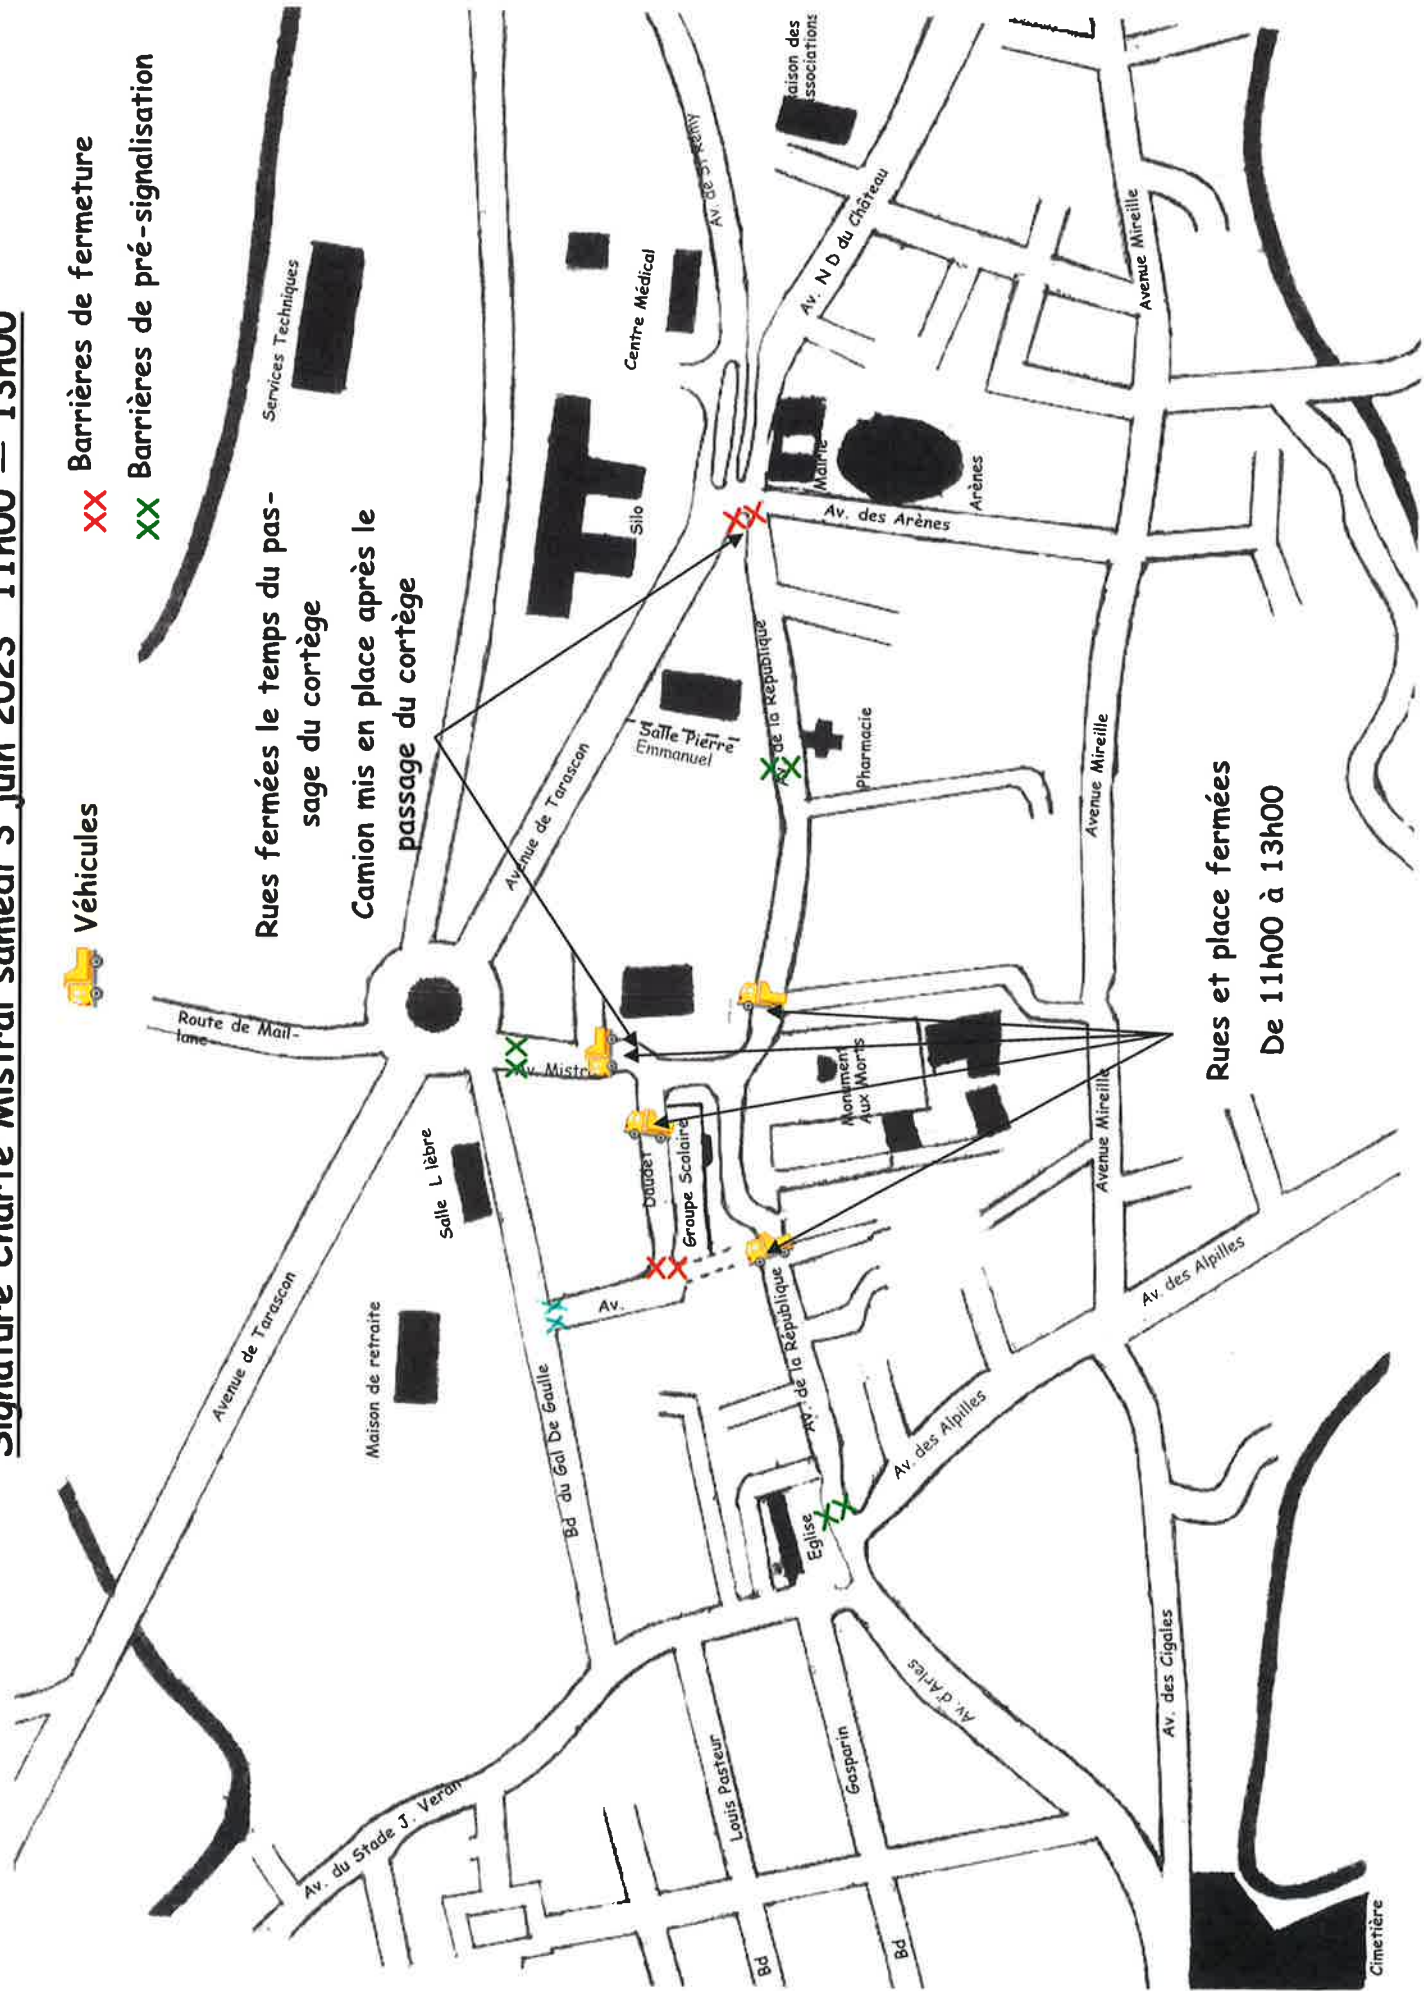 Signature Charte Mistral samedi 3 juin 2023 11h00 – 13h00
Véhicules
XX Barrières de fermeture
XX Barrières de pré-signalisation
Rues fermées le temps du pas-
sage du cortège
Camion mis en place après le
passage du cortège
Services Techniques
Route de Mail-
lane
Avenue de Tarascon
Avenue de Tarascon
Silo
Centre Médical
Av. de St Rémy
aison des
ssociations
Av. N D du Château
Salle Pierre
Emmanuel
Mairie
Arènes
Av. des Arènes
Av. de la République
Pharmacie
Avenue Mireille
Avenue Mireille
Avenue Mireille
Av. Mistr
Salle L lèbre
Maison de retraite
Daudet
Groupe Scolaire
Av.
Monument
Aux Morts
Bd du Gal De Gaulle
Av. de la République
Eglise
Av. des Alpilles
Av. des Alpilles
Rues et place fermées
De 11h00 à 13h00
Av. du Stade J. Veran
Louis Pasteur
Bd
Gasparin
Bd
Av. d'Arles
Av. des Cigales
Cimetière